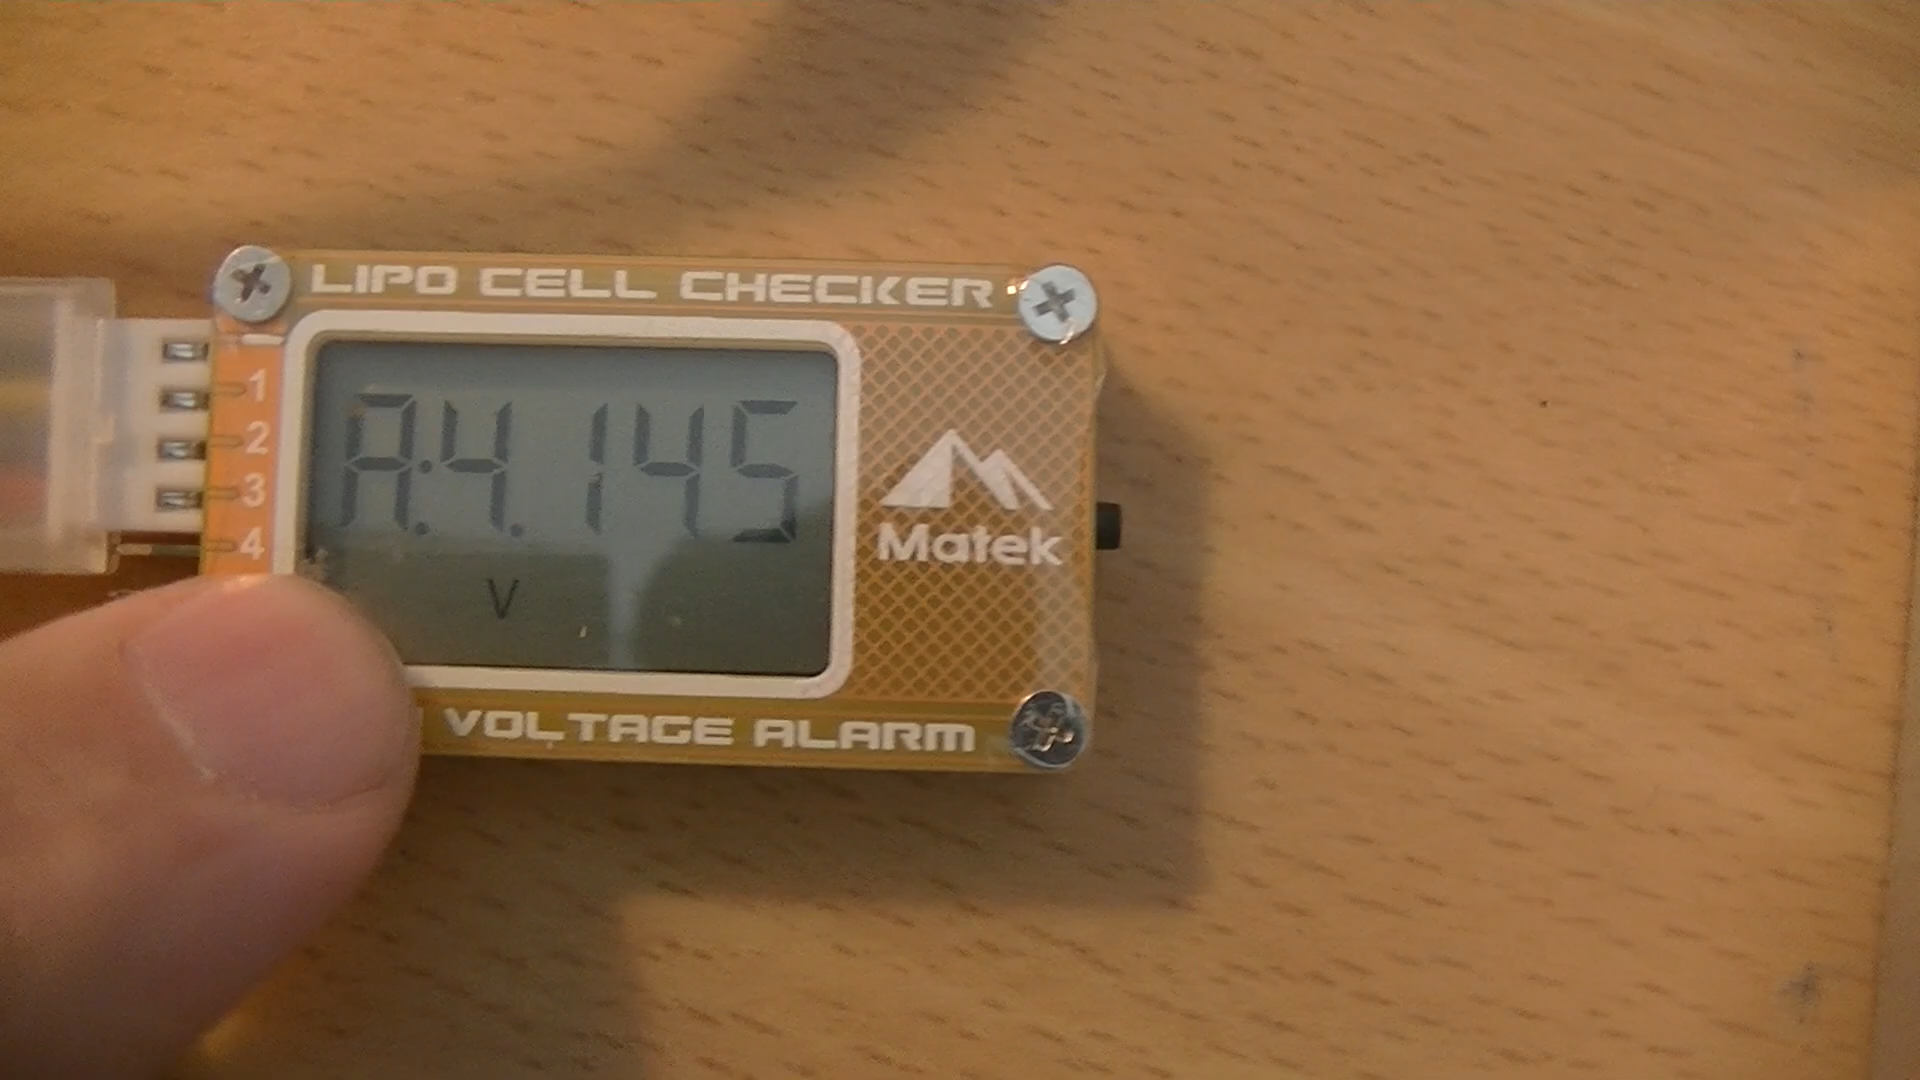 LIPO CELL CHECKER
1
2
3
4
A:4.145
V
Matek
VOLTAGE ALARM